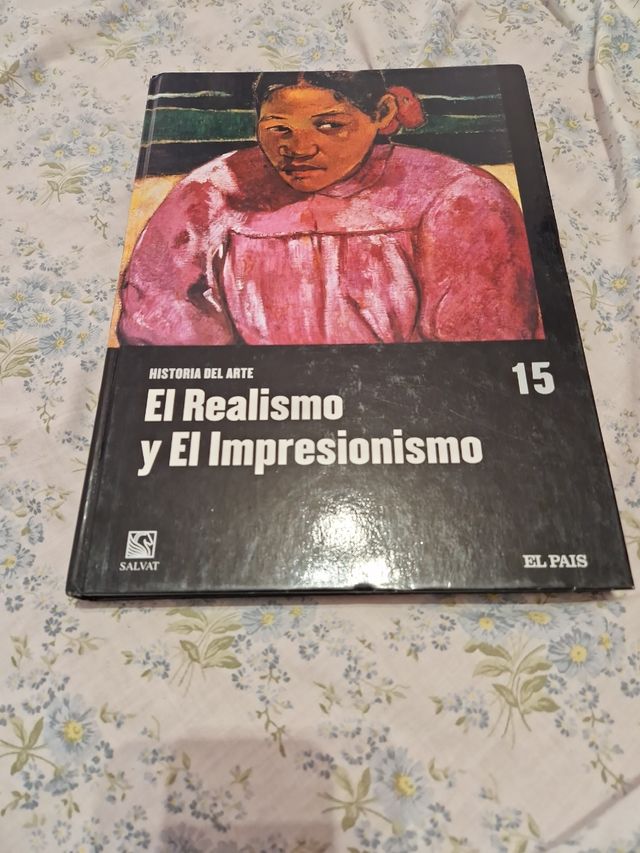 HISTORIA DEL ARTE
15
El Realismo
y El Impresionismo
SALVAT
EL PAIS